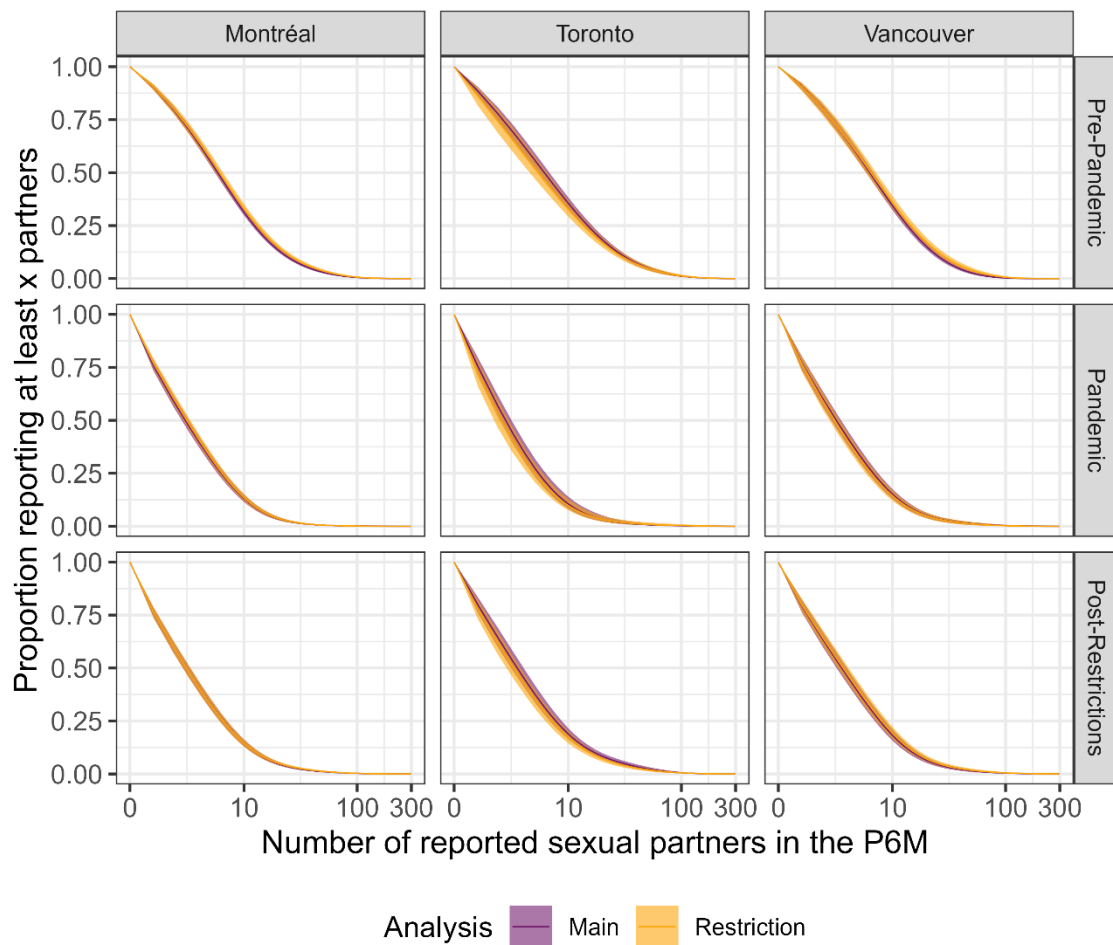 Montréal Toronto Vancouver
Proportion reporting at least x partners
1.00
0.75
0.50
0.25
0.00
Pre-Pandemic
1.00
0.75
0.50
0.25
0.00
Pandemic
1.00
0.75
0.50
0.25
0.00
Post-Restrictions
0 10 100 300 0 10 100 300 0 10 100 300
Number of reported sexual partners in the P6M
Analysis Main Restriction